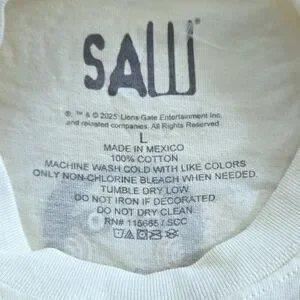 SAW
®, ™ & © 2025 Lions Gate Entertainment Inc.
and related companies. All Rights Reserved.
L
MADE IN MEXICO
100% COTTON
MACHINE WASH COLD WITH LIKE COLORS
ONLY NON-CHLORINE BLEACH WHEN NEEDED.
TUMBLE DRY LOW
DO NOT IRON IF DECORATED
DO NOT DRY CLEAN
RN# 115665 / SCC